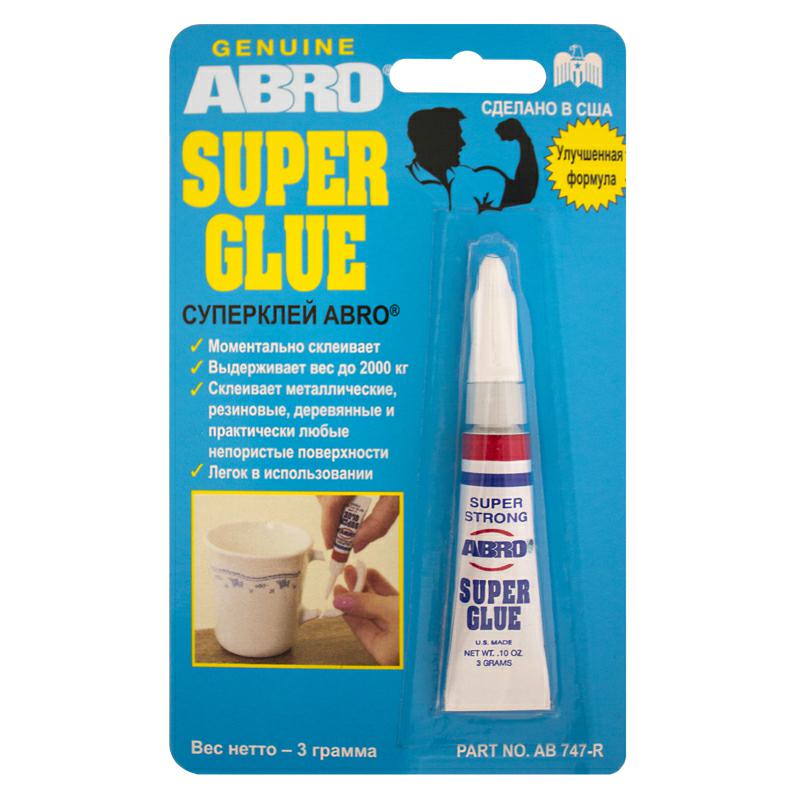 GENUINE
ABRO®
СДЕЛАНО В США
Улучшенная
формула
SUPER
GLUE
СУПЕРКЛЕЙ ABRO®
✓ Моментально склеивает
✓ Выдерживает вес до 2000 кг
✓ Склеивает металлические,
резиновые, деревянные и
практически любые
непористые поверхности
✓ Легок в использовании
SUPER
STRONG
ABRO®
SUPER
GLUE
U.S. MADE
NET WT. .10 OZ.
3 GRAMS
Вес нетто – 3 грамма
PART NO. AB 747-R